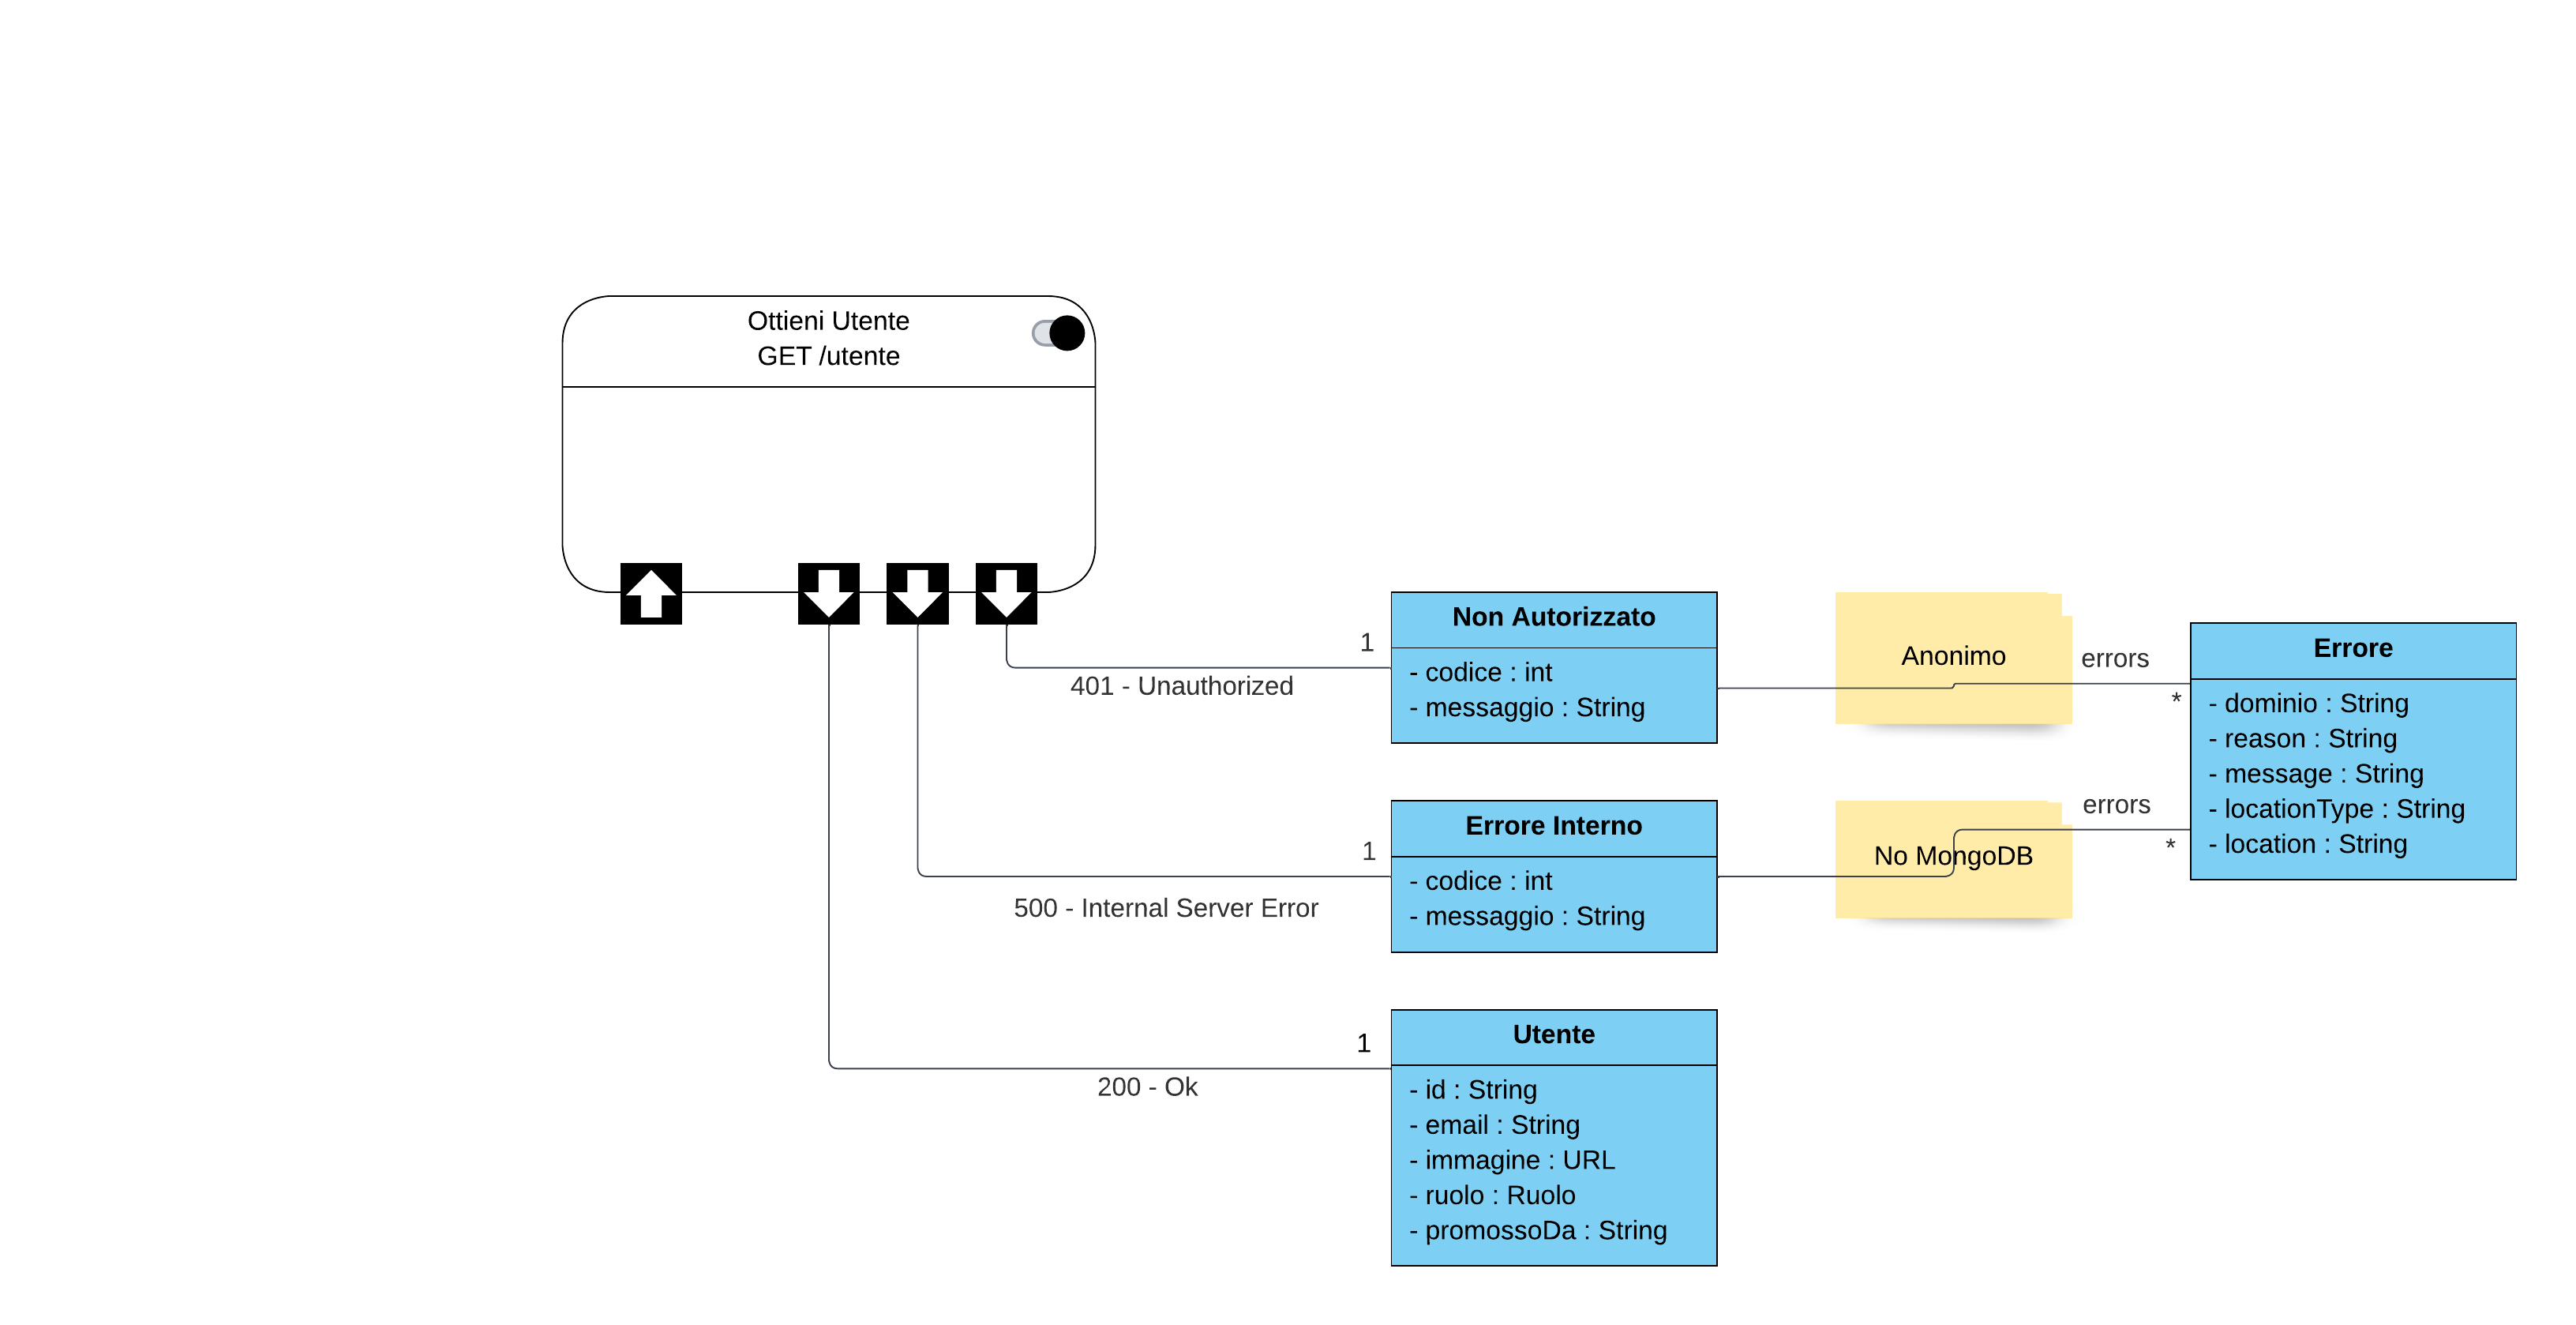 Ottieni Utente
GET /utente
1
401 - Unauthorized
Non Autorizzato
- codice : int
- messaggio : String
Anonimo
errors
*
Errore
- dominio : String
- reason : String
- message : String
- locationType : String
- location : String
1
500 - Internal Server Error
Errore Interno
- codice : int
- messaggio : String
No MongoDB
errors
*
1
200 - Ok
Utente
- id : String
- email : String
- immagine : URL
- ruolo : Ruolo
- promossoDa : String